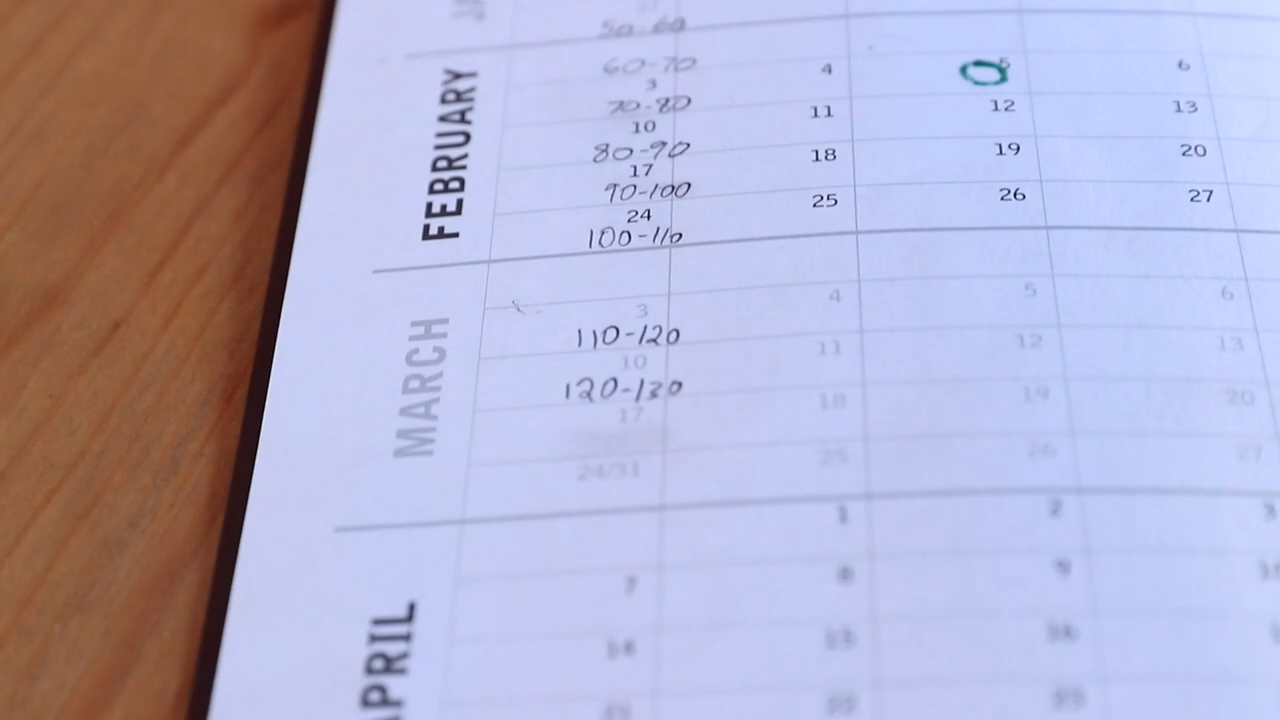 50-60
FEBRUARY
60-70
3 4 5 6
70-80
10 11 12 13
80-90
17 18 19 20
90-100
24 25 26 27
100-110
MARCH
3 4 5 6
110-120
10 11 12 13
120-130
17 18 19 20
24/31 25 26 27
APRIL
1 2 3
7 8 9
14 15 16